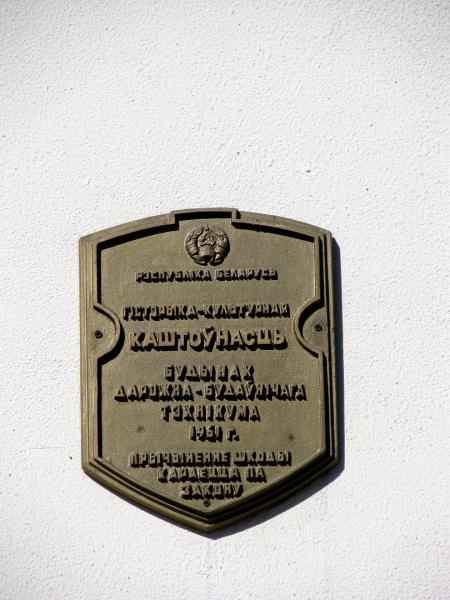 РЭСПУБЛІКА БЕЛАРУСЬ
ГІСТОРЫКА-КУЛЬТУРНАЯ
КАШТОЎНАСЦЬ
БУДЫНАК
ДАРОЖНА-БУДАЎНІЧАГА
ТЭХНІКУМА
1951 г.
ПРЫЧЫНЕННЕ ШКОДЫ
КАРАЕЦЦА ПА
ЗАКОНУ